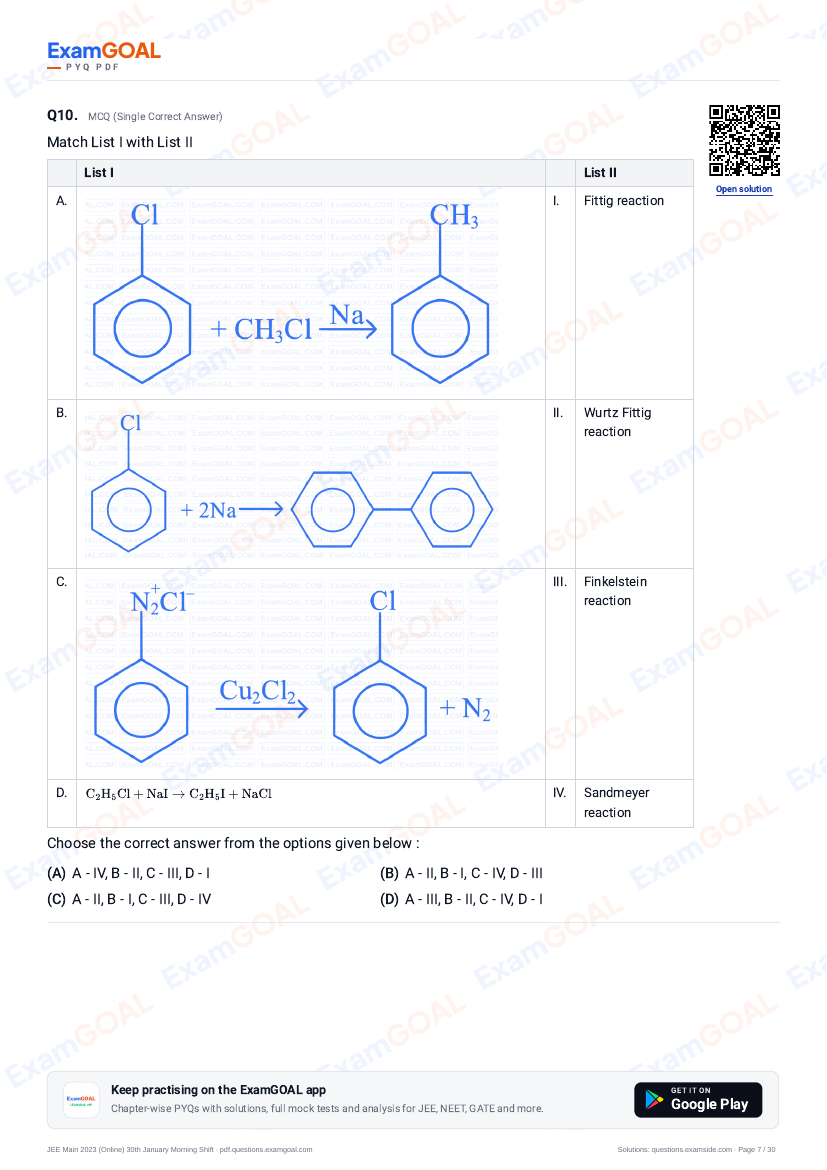 ExamGOAL
PYQ PDF
Q10. MCQ (Single Correct Answer)
Match List I with List II
Open solution
List I List II
A. I. Fittig reaction
Cl CH₃
+ CH₃Cl Na
B. II. Wurtz Fittig
reaction
Cl
+ 2Na
C. III. Finkelstein
reaction
N₂⁺Cl⁻ Cl
Cu₂Cl₂ + N₂
D. C₂H₅Cl + NaI → C₂H₅I + NaCl IV. Sandmeyer
reaction
Choose the correct answer from the options given below :
(A) A - IV, B - II, C - III, D - I (B) A - II, B - I, C - IV, D - III
(C) A - II, B - I, C - III, D - IV (D) A - III, B - II, C - IV, D - I
ExamGOAL
Keep practising on the ExamGOAL app
Chapter-wise PYQs with solutions, full mock tests and analysis for JEE, NEET, GATE and more.
GET IT ON
Google Play
JEE Main 2023 (Online) 30th January Morning Shift · pdf.questions.examgoal.com Solutions: questions.examside.com · Page 7 / 30